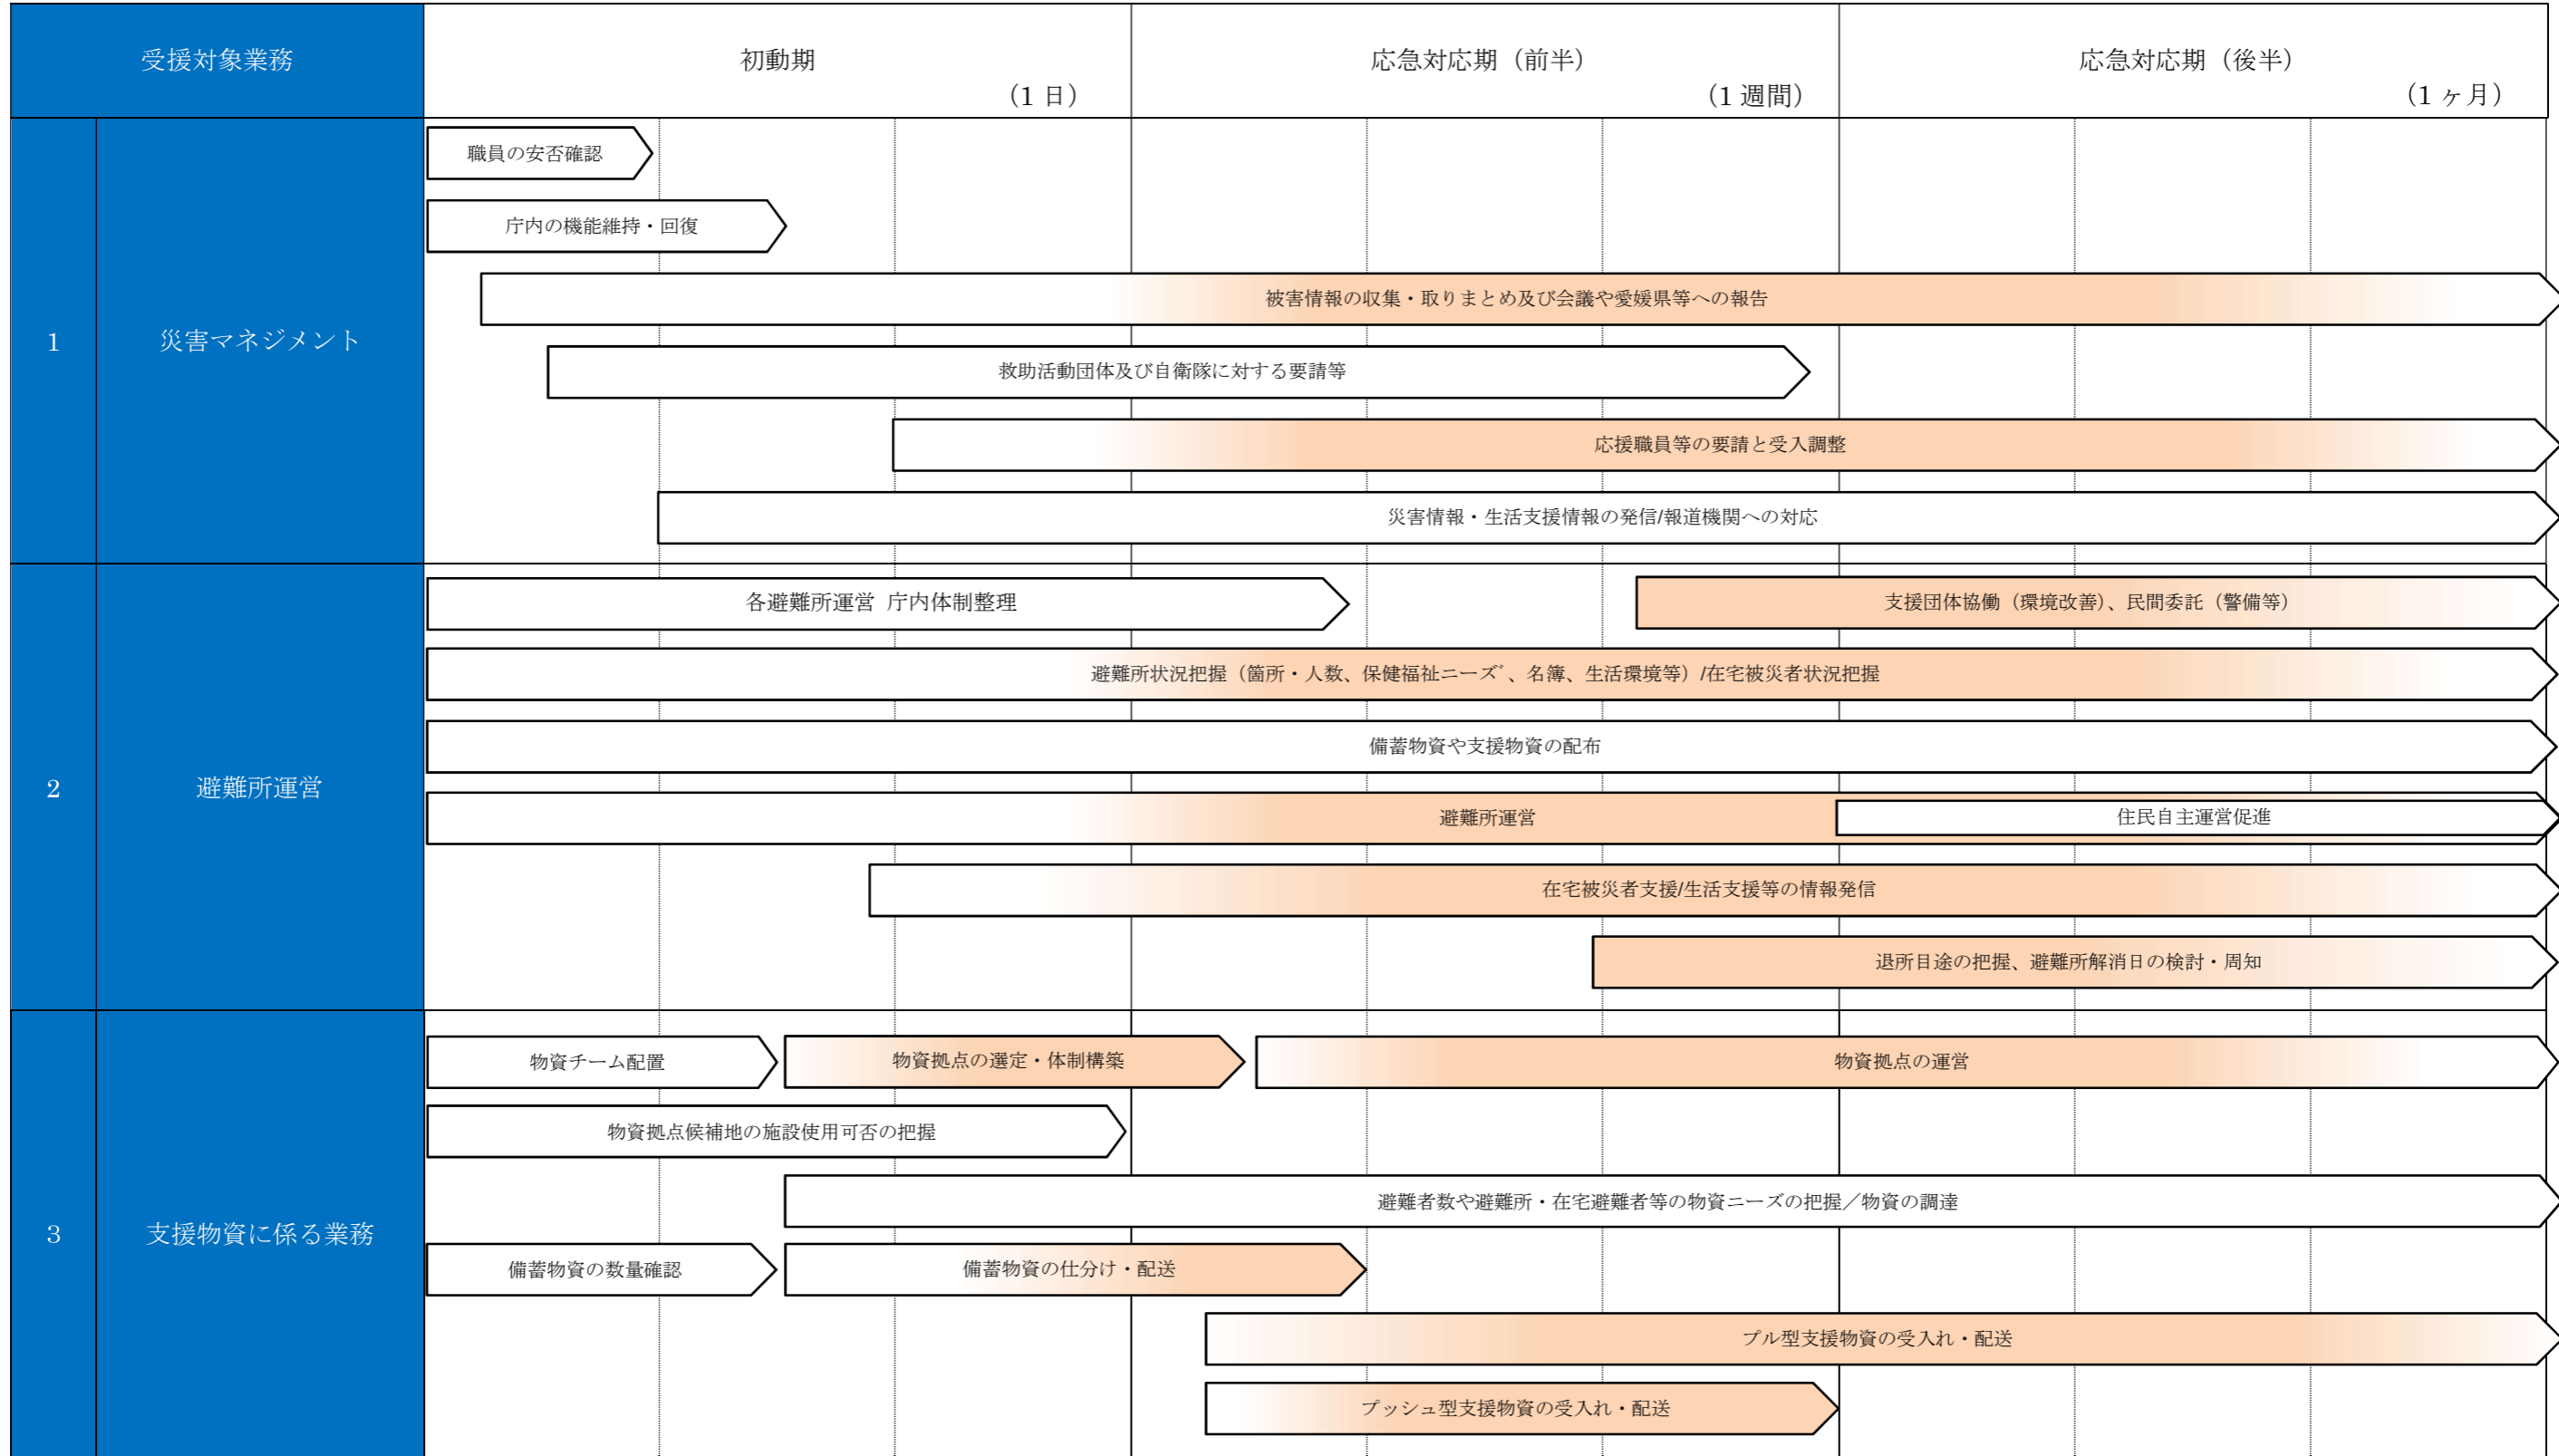 受援対象業務
初動期
(1 日)
応急対応期（前半）
(1 週間)
応急対応期（後半）
(1 ヶ月)
1
災害マネジメント
職員の安否確認
庁内の機能維持・回復
被害情報の収集・取りまとめ及び会議や愛媛県等への報告
救助活動団体及び自衛隊に対する要請等
応援職員等の要請と受入調整
災害情報・生活支援情報の発信/報道機関への対応
2
避難所運営
各避難所運営 庁内体制整理
支援団体協働（環境改善）、民間委託（警備等）
避難所状況把握（箇所・人数、保健福祉ニーズ、名簿、生活環境等）/在宅被災者状況把握
備蓄物資や支援物資の配布
避難所運営
住民自主運営促進
在宅被災者支援/生活支援等の情報発信
退所目途の把握、避難所解消日の検討・周知
3
支援物資に係る業務
物資チーム配置
物資拠点の選定・体制構築
物資拠点の運営
物資拠点候補地の施設使用可否の把握
避難者数や避難所・在宅避難者等の物資ニーズの把握／物資の調達
備蓄物資の数量確認
備蓄物資の仕分け・配送
プル型支援物資の受入れ・配送
プッシュ型支援物資の受入れ・配送